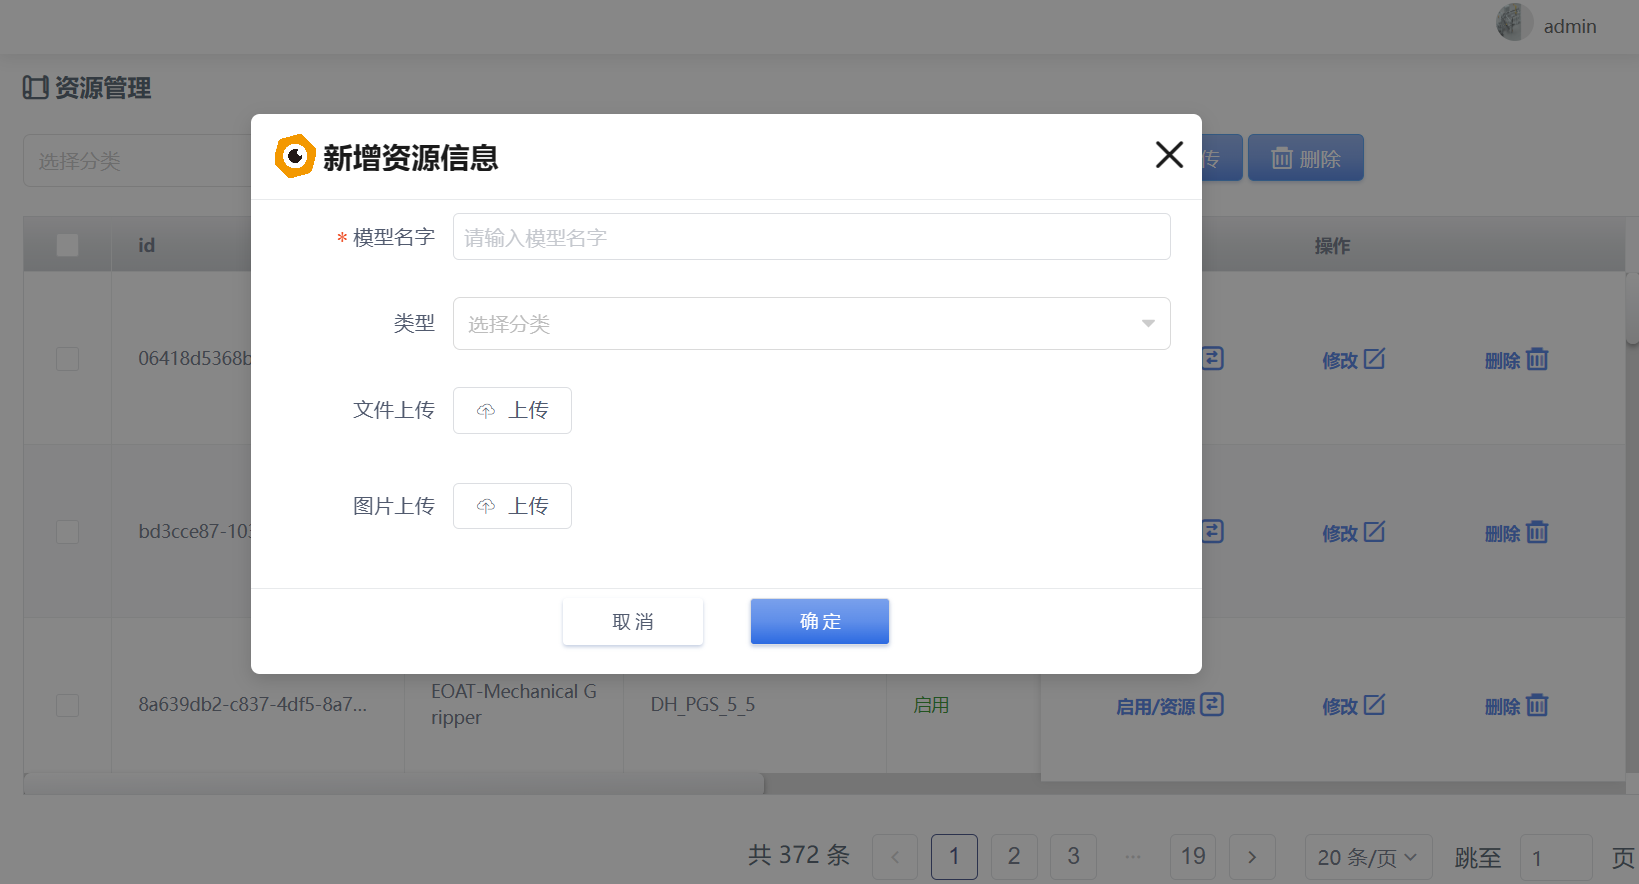 admin
资源管理
选择分类
传
删除
新增资源信息
* 模型名字
请输入模型名字
类型
选择分类
文件上传
上传
图片上传
上传
取消
确定
id
操作
06418d5368b
修改
删除
bd3cce87-10
修改
删除
8a639db2-c837-4df5-8a7...
EOAT-Mechanical G
ripper
DH_PGS_5_5
启用
启用/资源
修改
删除
共 372 条
1
2
3
···
19
20 条/页
跳至
1
页